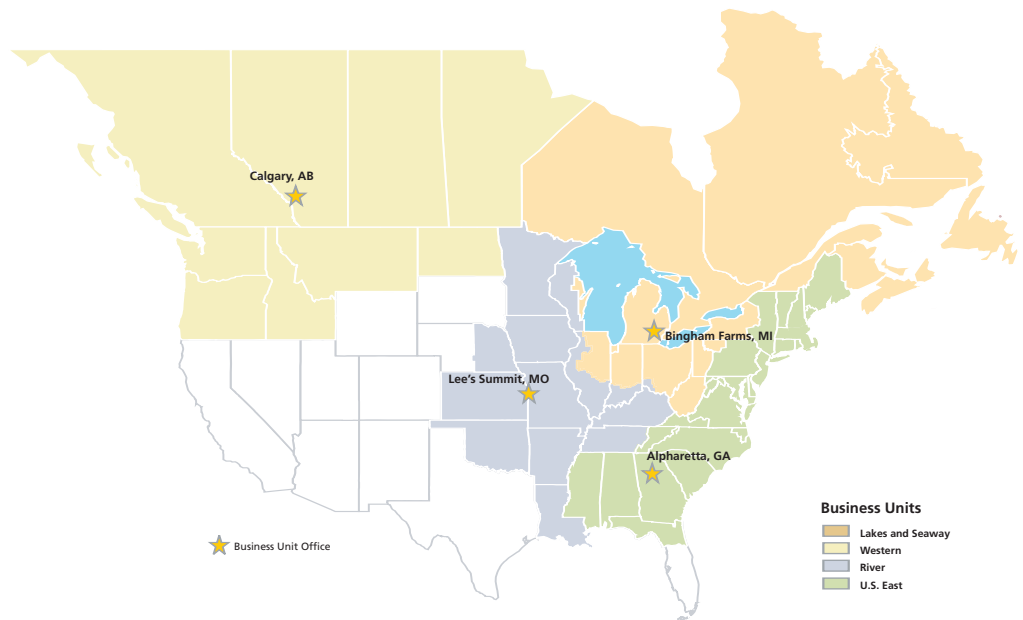 Calgary, AB
Bingham Farms, MI
Lee's Summit, MO
Alpharetta, GA
Business Unit Office
Business Units
Lakes and Seaway
Western
River
U.S. East